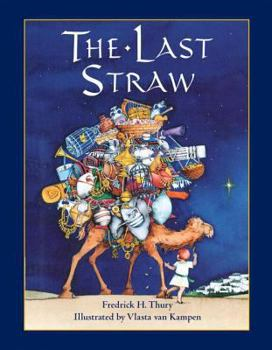 THE·LAST
STRAW
Fredrick H. Thury
Illustrated by Vlasta van Kampen